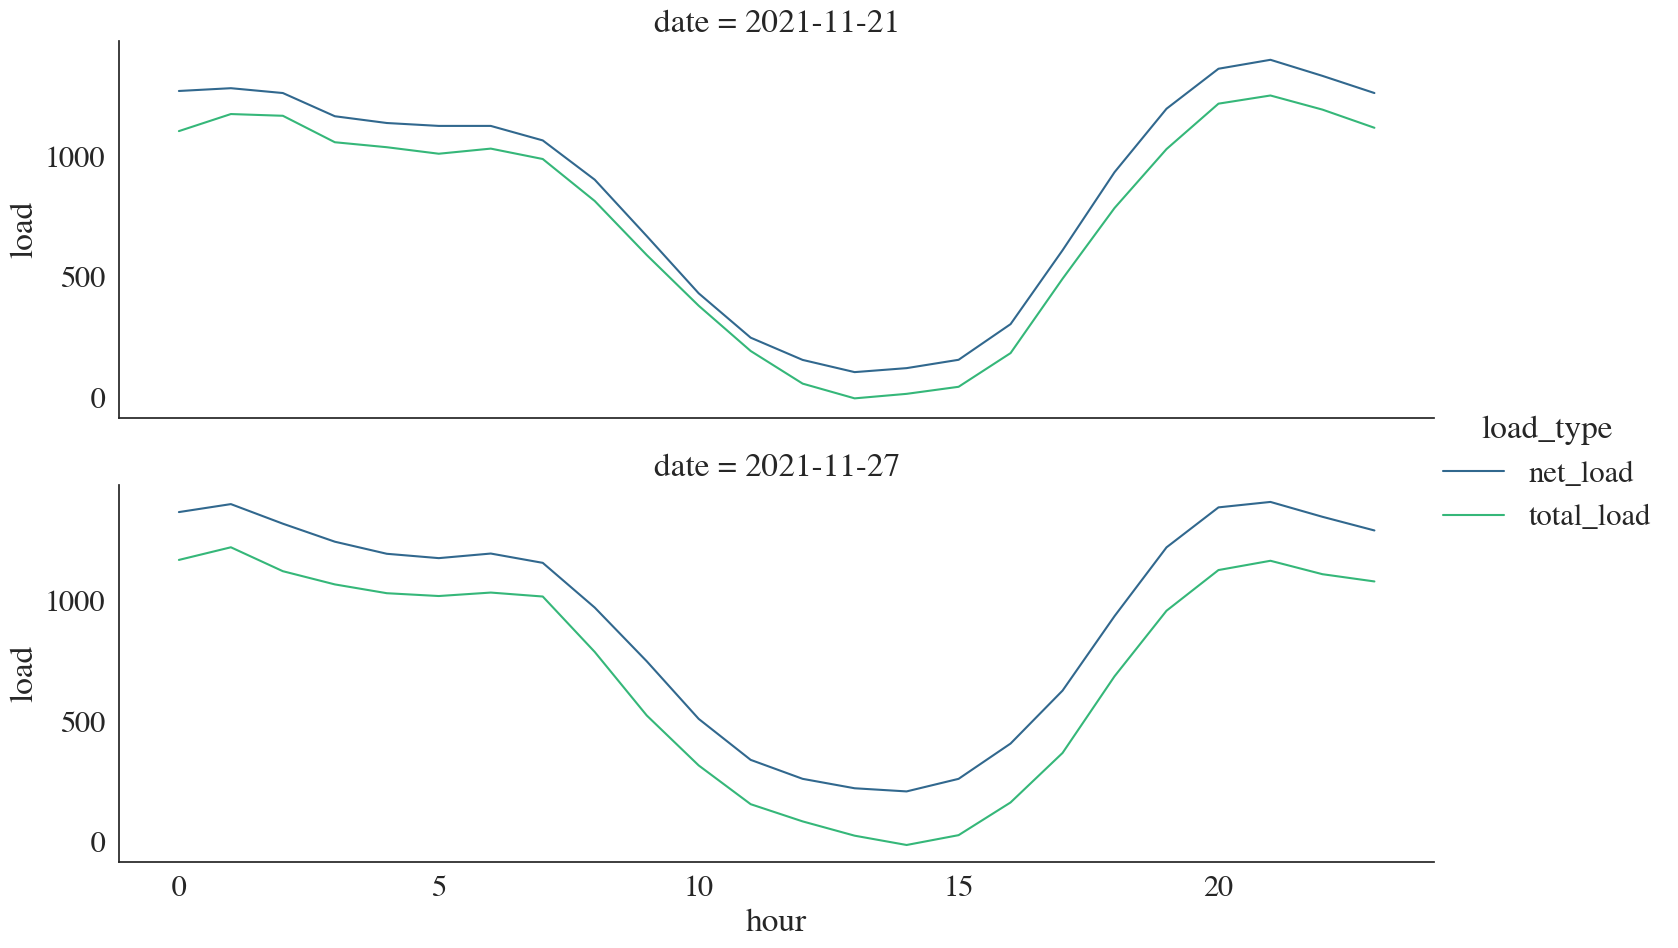 date = 2021-11-21
1000
500
0
load
load_type
net_load
total_load
date = 2021-11-27
1000
500
0
load
0 5 10 15 20
hour